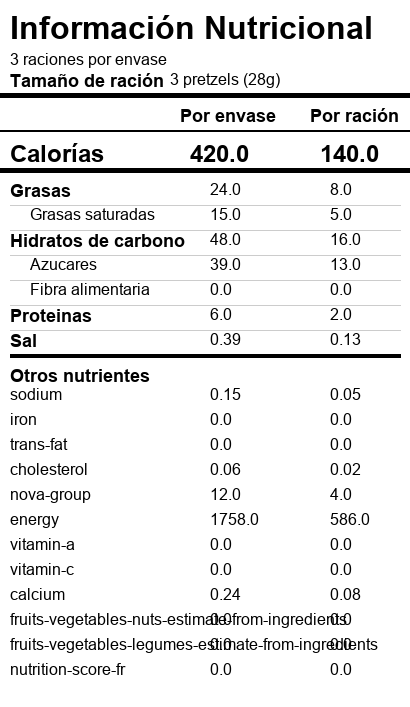 Información Nutricional
3 raciones por envase
Tamaño de ración 3 pretzels (28g)
Por envase Por ración
Calorías 420.0 140.0
Grasas 24.0 8.0
Grasas saturadas 15.0 5.0
Hidratos de carbono 48.0 16.0
Azucares 39.0 13.0
Fibra alimentaria 0.0 0.0
Proteinas 6.0 2.0
Sal 0.39 0.13
Otros nutrientes
sodium 0.15 0.05
iron 0.0 0.0
trans-fat 0.0 0.0
cholesterol 0.06 0.02
nova-group 12.0 4.0
energy 1758.0 586.0
vitamin-a 0.0 0.0
vitamin-c 0.0 0.0
calcium 0.24 0.08
fruits-vegetables-nuts-estimate-from-ingredients 0.0 0.0
fruits-vegetables-legumes-estimate-from-ingredients 0.0 0.0
nutrition-score-fr 0.0 0.0